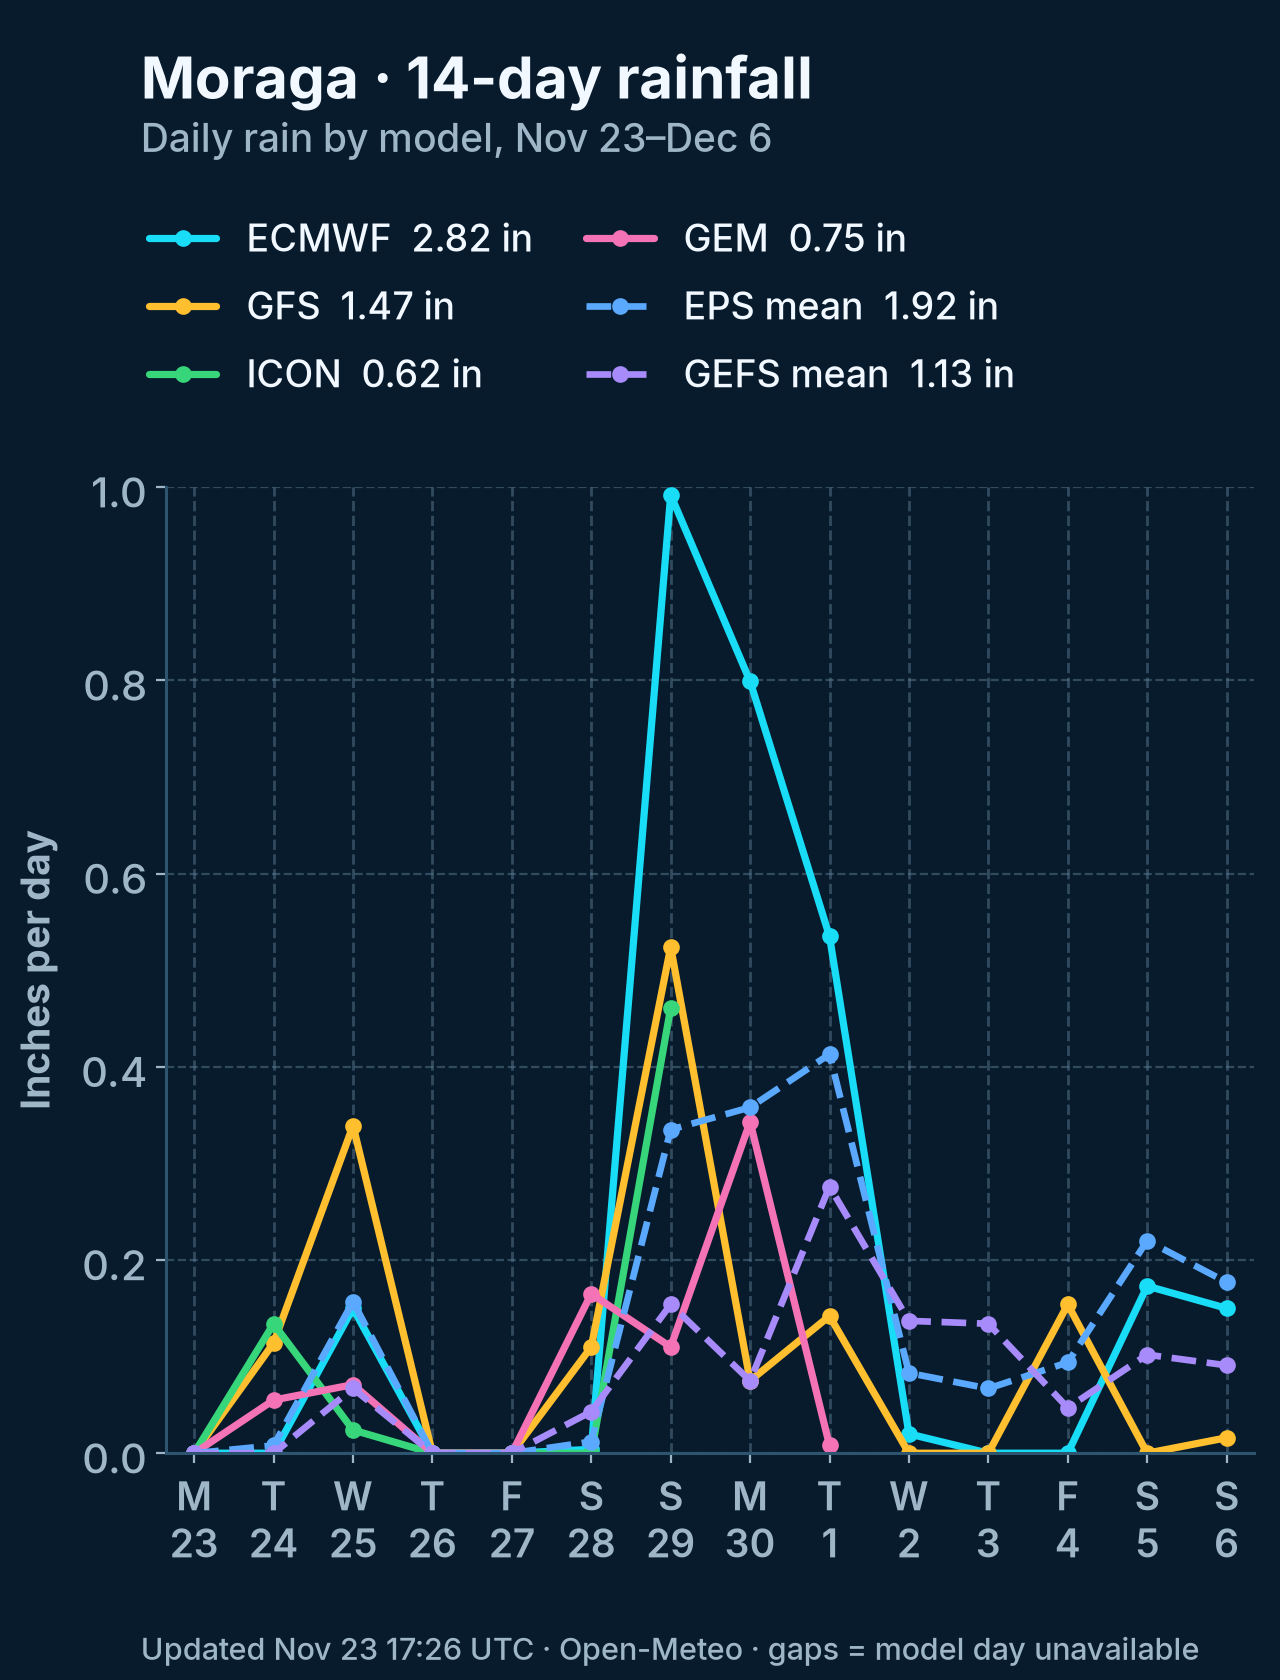 Moraga · 14-day rainfall
Daily rain by model, Nov 23–Dec 6
ECMWF 2.82 in
GEM 0.75 in
GFS 1.47 in
EPS mean 1.92 in
ICON 0.62 in
GEFS mean 1.13 in
Inches per day
1.0
0.8
0.6
0.4
0.2
0.0
M T W T F S S M T W T F S S
23 24 25 26 27 28 29 30 1 2 3 4 5 6
Updated Nov 23 17:26 UTC · Open-Meteo · gaps = model day unavailable